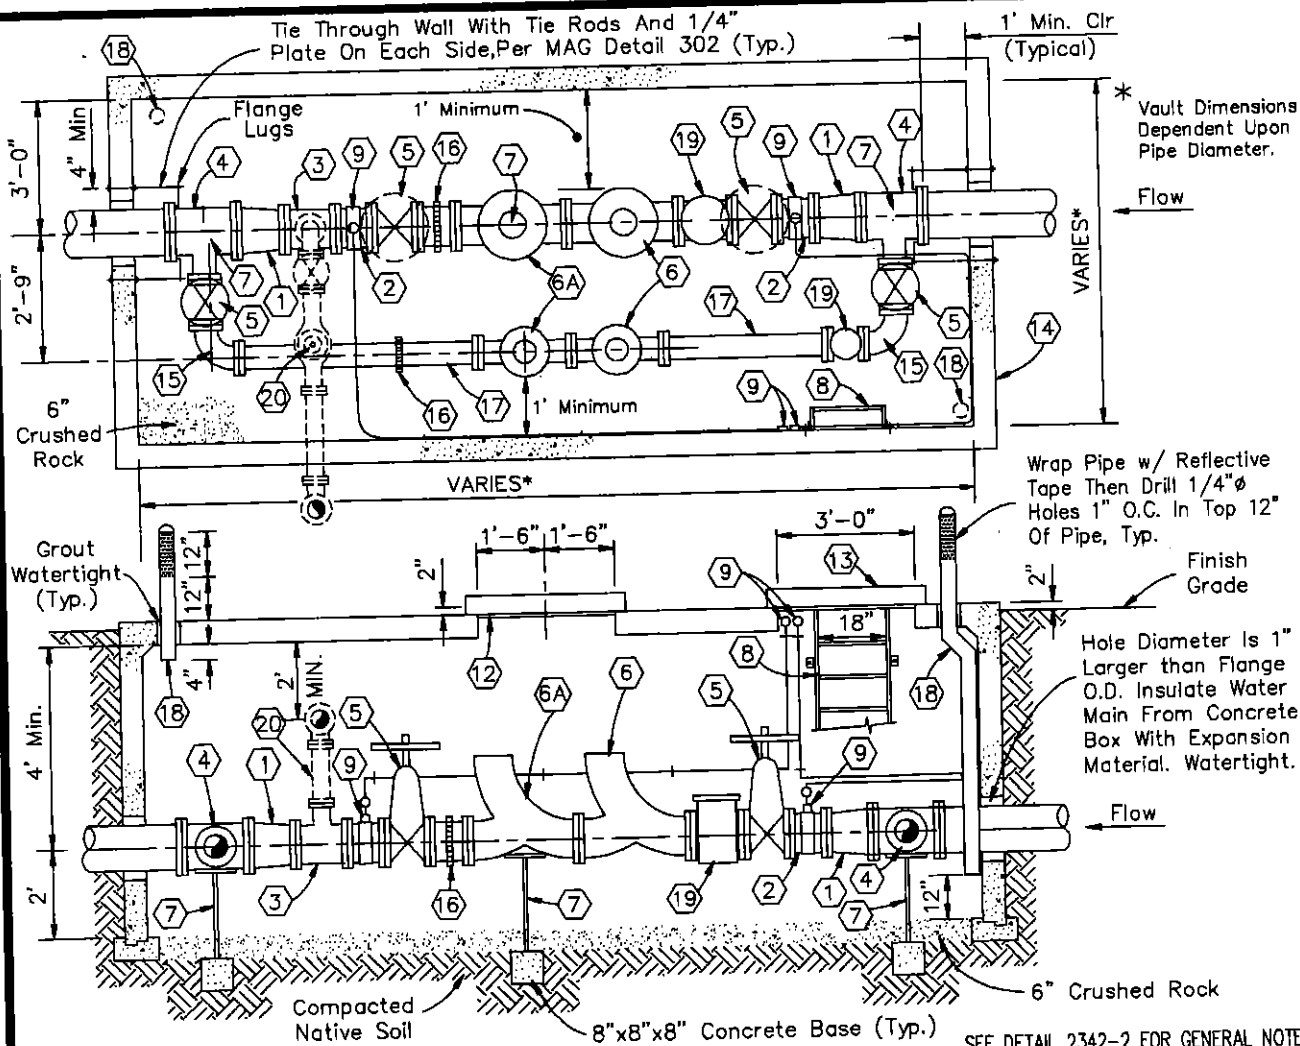 Tie Through Wall With Tie Rods And 1/4"
Plate On Each Side,Per MAG Detail 302 (Typ.)
1' Min. Clr
(Typical)
18
4" Min
Flange
Lugs
1' Minimum
*
Vault Dimensions
Dependent Upon
Pipe Diameter.
3'-0"
4
3
9
5
16
7
19
5
9
1
7
4
Flow
2'-9"
7
1
2
6A
6
2
5
VARIES*
5
17
19
14
15
20
16
17
1' Minimum
9
8
15
18
6"
Crushed
Rock
VARIES*
Wrap Pipe w/ Reflective
Tape Then Drill 1/4"ø
Holes 1" O.C. In Top 12"
Of Pipe, Typ.
Grout
Watertight
(Typ.)
12"
12"
4"
2"
1'-6"
1'-6"
3'-0"
9
13
2"
Finish
Grade
18"
8
12
18
18
2' MIN.
20
5
6A
6
5
Hole Diameter Is 1"
Larger than Flange
O.D. Insulate Water
Main From Concrete
Box With Expansion
Material. Watertight.
4' Min.
4
1
9
9
Flow
2'
7
3
16
7
19
2
1
4
7
12"
Compacted
Native Soil
8"x8"x8" Concrete Base (Typ.)
6" Crushed Rock
SEE DETAIL 2342-2 FOR GENERAL NOTE